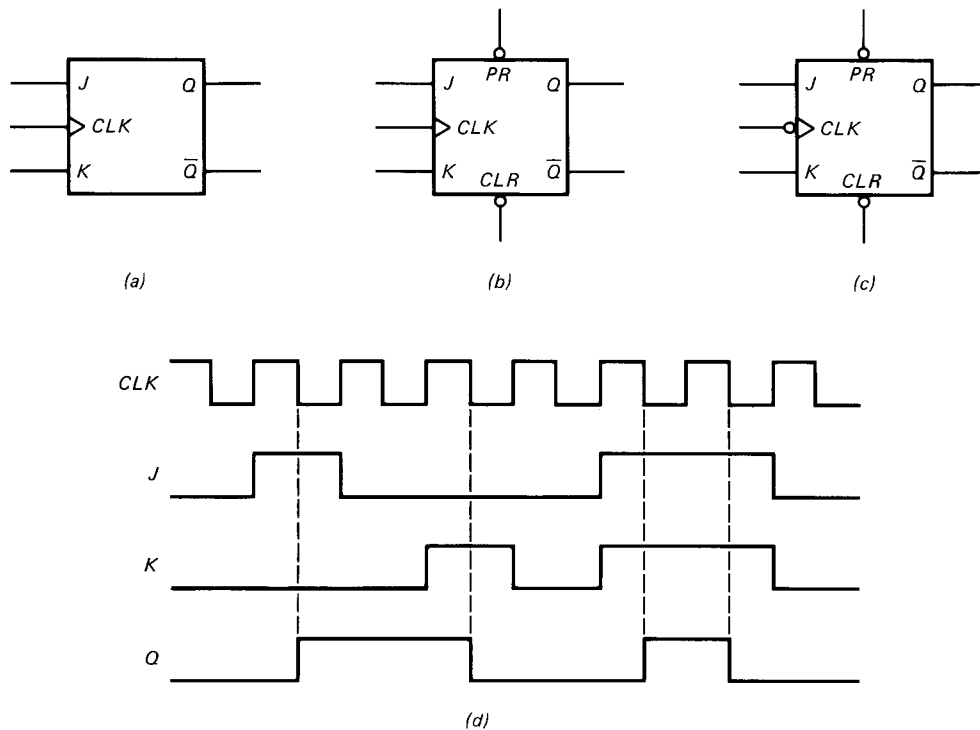 J Q
CLK
K Q̅
(a)
PR
J Q
CLK
K Q̅
CLR
(b)
PR
J Q
CLK
K Q̅
CLR
(c)
CLK
J
K
Q
(d)